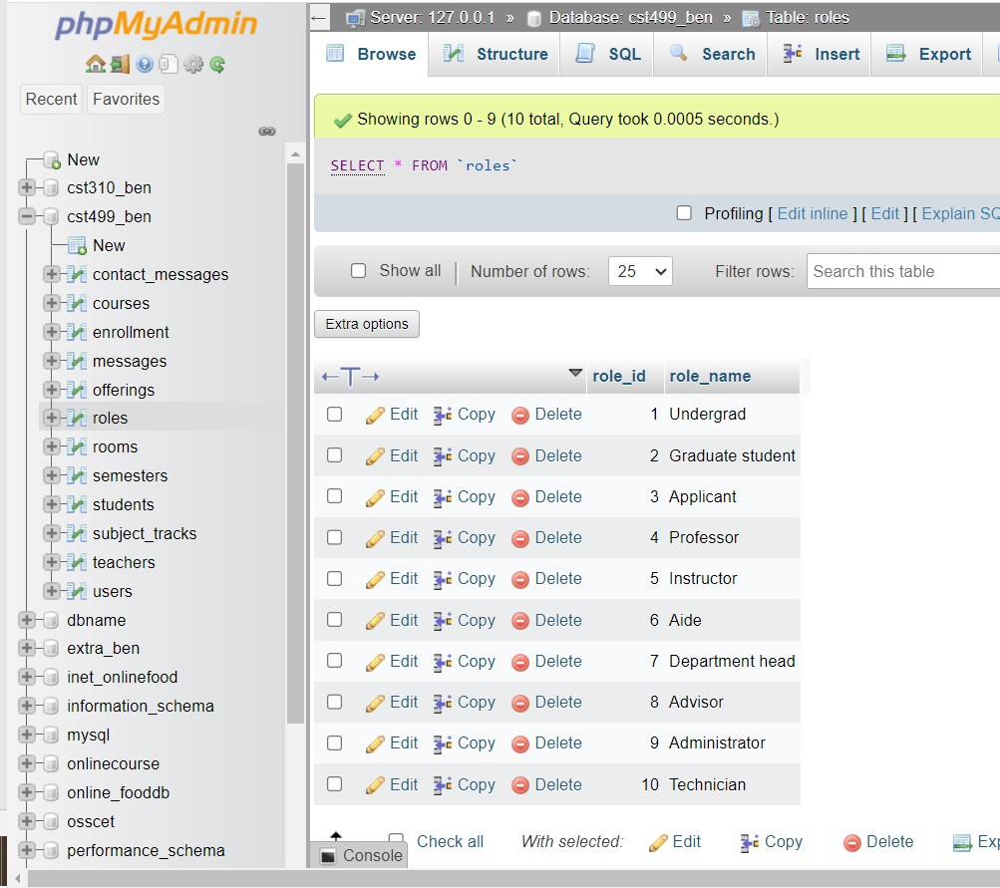 phpMyAdmin
Recent Favorites
New
cst310_ben
cst499_ben
New
contact_messages
courses
enrollment
messages
offerings
roles
rooms
semesters
students
subject_tracks
teachers
users
dbname
extra_ben
inet_onlinefood
information_schema
mysql
onlinecourse
online_fooddb
osscet
performance_schema
Server: 127.0.0.1 » Database: cst499_ben » Table: roles
Browse Structure SQL Search Insert Export
Showing rows 0 - 9 (10 total, Query took 0.0005 seconds.)
SELECT * FROM `roles`
Profiling [ Edit inline ] [ Edit ] [ Explain SQ
Show all Number of rows: 25 Filter rows: Search this table
Extra options
←T→ role_id role_name
Edit Copy Delete 1 Undergrad
Edit Copy Delete 2 Graduate student
Edit Copy Delete 3 Applicant
Edit Copy Delete 4 Professor
Edit Copy Delete 5 Instructor
Edit Copy Delete 6 Aide
Edit Copy Delete 7 Department head
Edit Copy Delete 8 Advisor
Edit Copy Delete 9 Administrator
Edit Copy Delete 10 Technician
Check all With selected: Edit Copy Delete Exp
Console